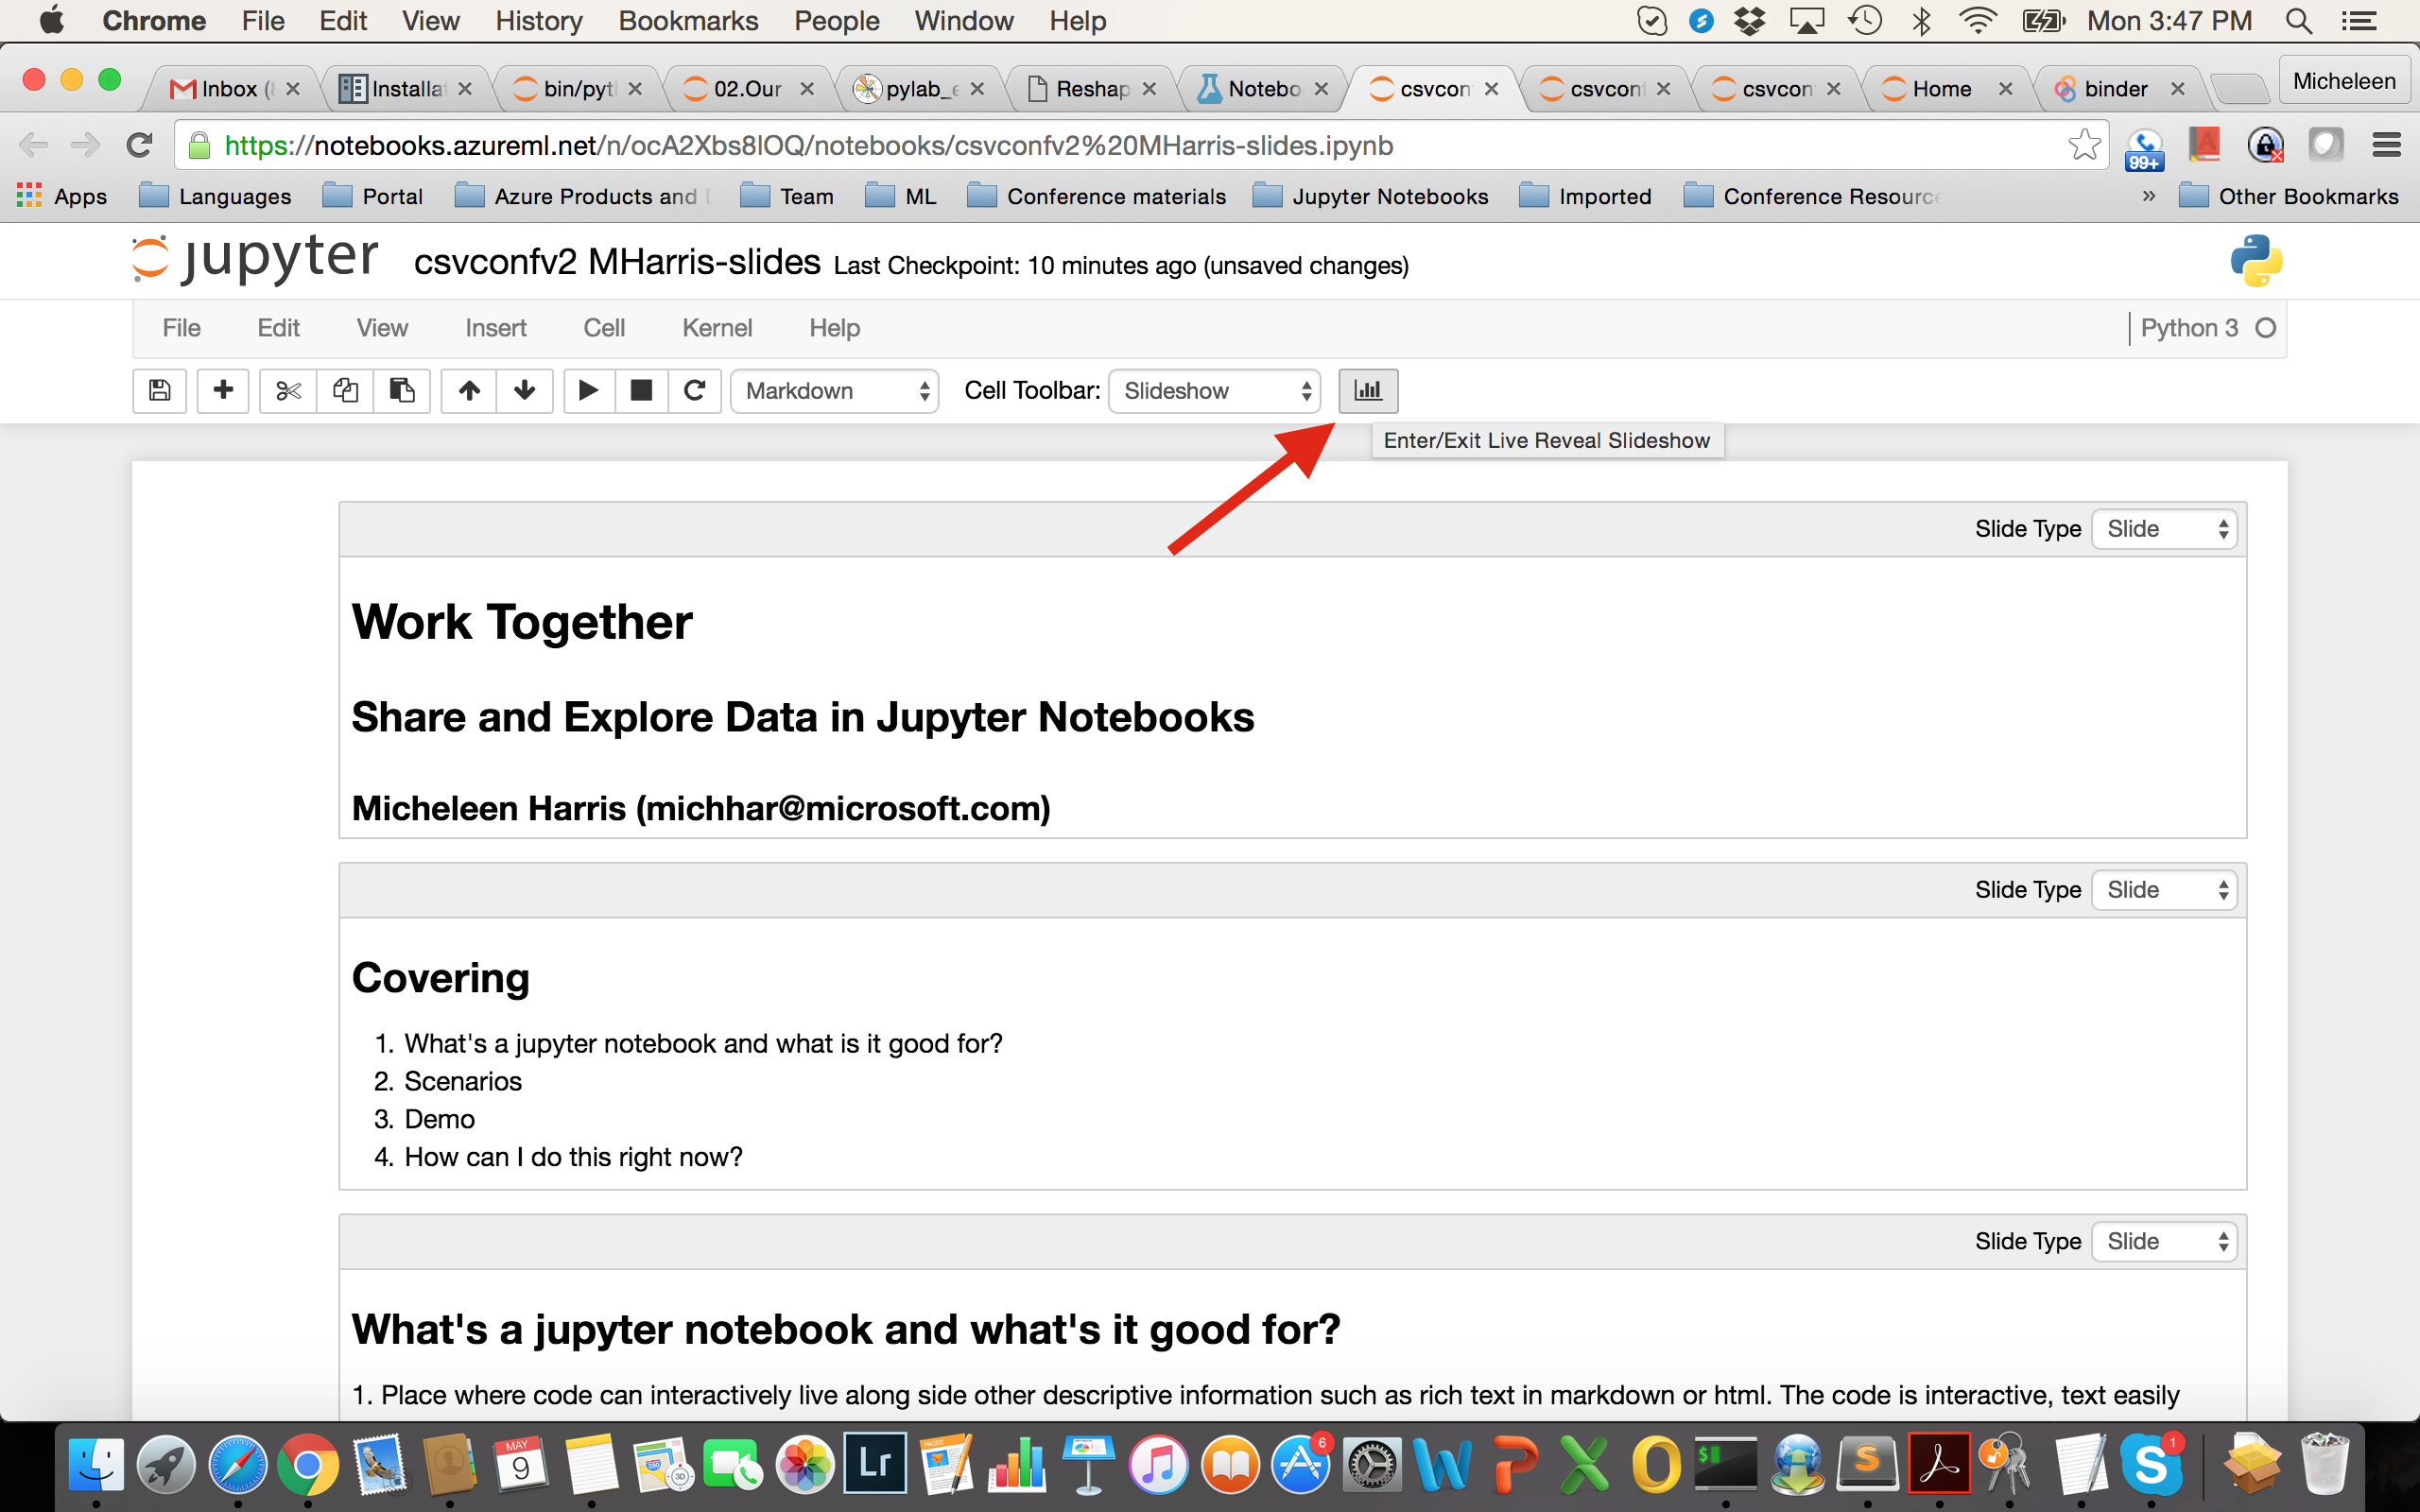 Chrome File Edit View History Bookmarks People Window Help Mon 3:47 PM
Inbox ( Installa bin/pyt 02.Our pylab_e Reshap Notebo csvcon csvcon csvcon Home binder Micheleen
https://notebooks.azureml.net/n/ocA2Xbs8lOQ/notebooks/csvconfv2%20MHarris-slides.ipynb
99+
Apps Languages Portal Azure Products and Team ML Conference materials Jupyter Notebooks Imported Conference Resource » Other Bookmarks
jupyter csvconfv2 MHarris-slides Last Checkpoint: 10 minutes ago (unsaved changes)
File Edit View Insert Cell Kernel Help Python 3
Markdown Cell Toolbar: Slideshow
Enter/Exit Live Reveal Slideshow
Slide Type Slide
Work Together
Share and Explore Data in Jupyter Notebooks
Micheleen Harris (michhar@microsoft.com)
Slide Type Slide
Covering
1. What's a jupyter notebook and what is it good for?
2. Scenarios
3. Demo
4. How can I do this right now?
Slide Type Slide
What's a jupyter notebook and what's it good for?
1. Place where code can interactively live along side other descriptive information such as rich text in markdown or html. The code is interactive, text easily
MAY
9
3D
Lr
PAGES
6
$
S
1